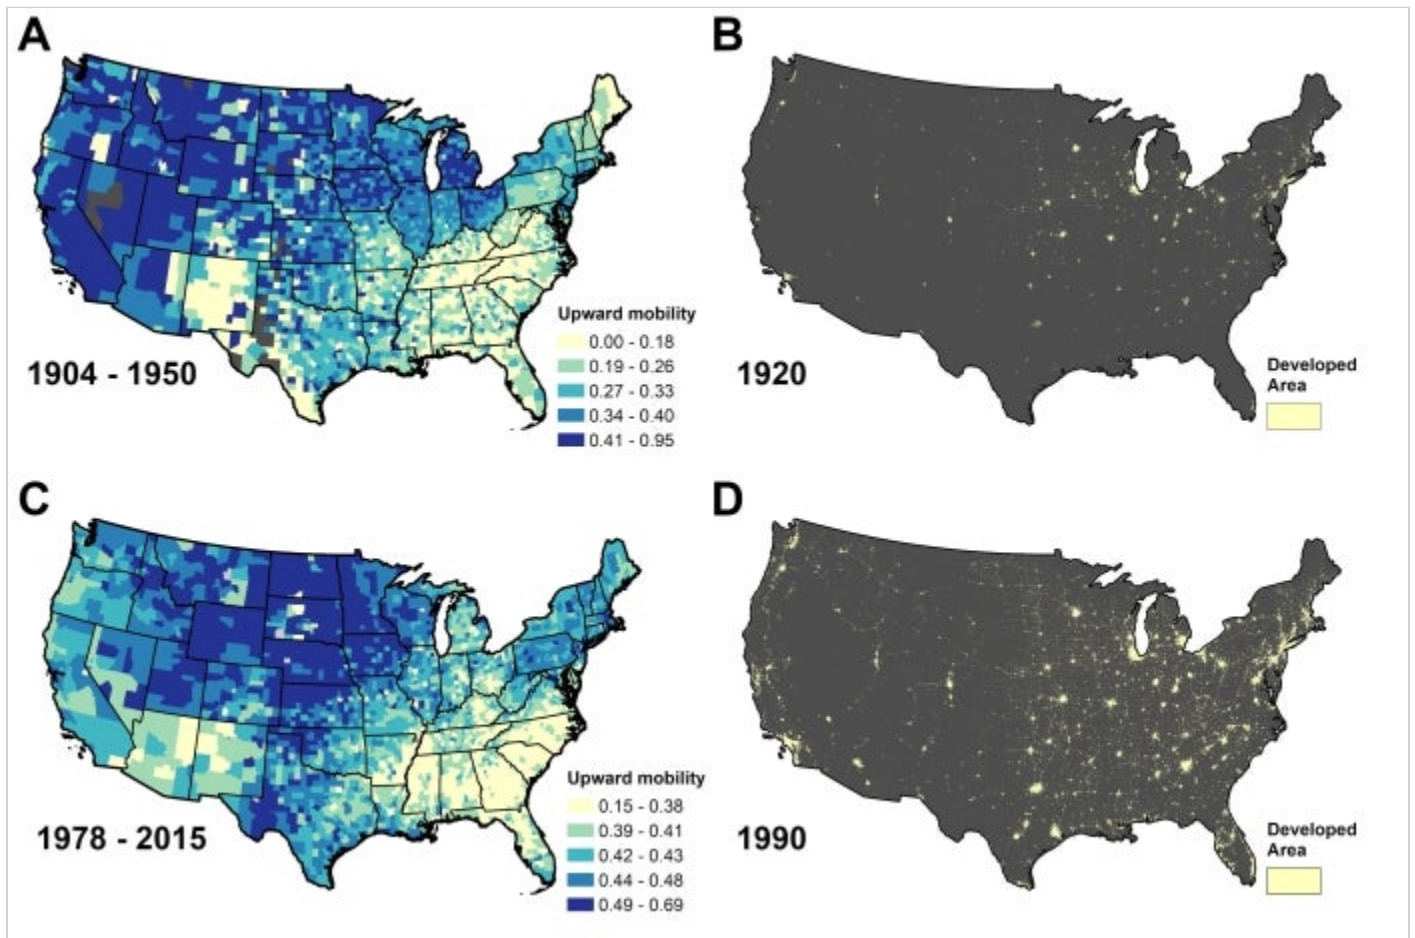 A
Upward mobility
0.00 - 0.18
0.19 - 0.26
0.27 - 0.33
0.34 - 0.40
0.41 - 0.95
1904 - 1950
B
1920
Developed
Area
C
Upward mobility
0.15 - 0.38
0.39 - 0.41
0.42 - 0.43
0.44 - 0.48
0.49 - 0.69
1978 - 2015
D
1990
Developed
Area